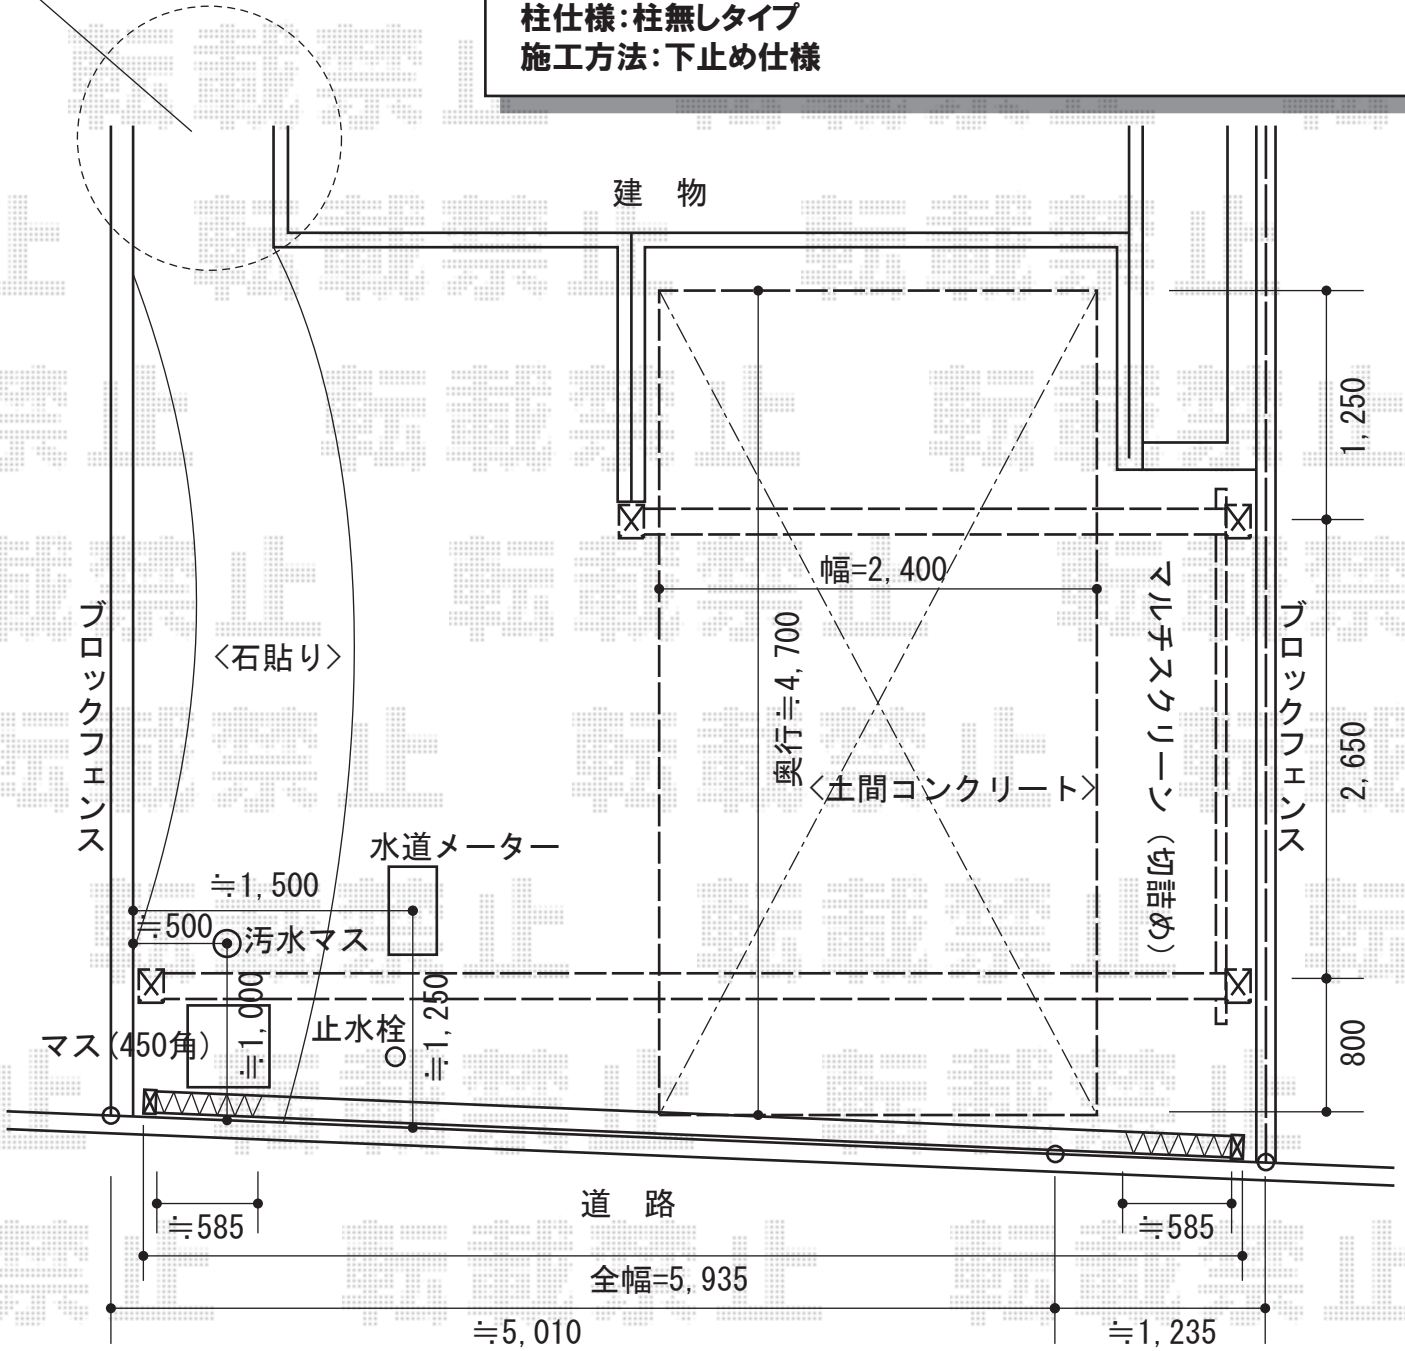 柱仕様：柱無しタイプ
施工方法：下止め仕様
建 物
1,250
幅=2,400
マルチスクリーン（切詰め）
ブロックフェンス
ブロックフェンス
<石貼り>
奥行≒4,700
<土間コンクリート>
2,650
水道メーター
≒1,500
≒500
汚水マス
≒1,000
≒1,250
マス(450角)
止水栓
800
道 路
≒585
≒585
全幅=5,935
≒5,010
≒1,235
転載禁止